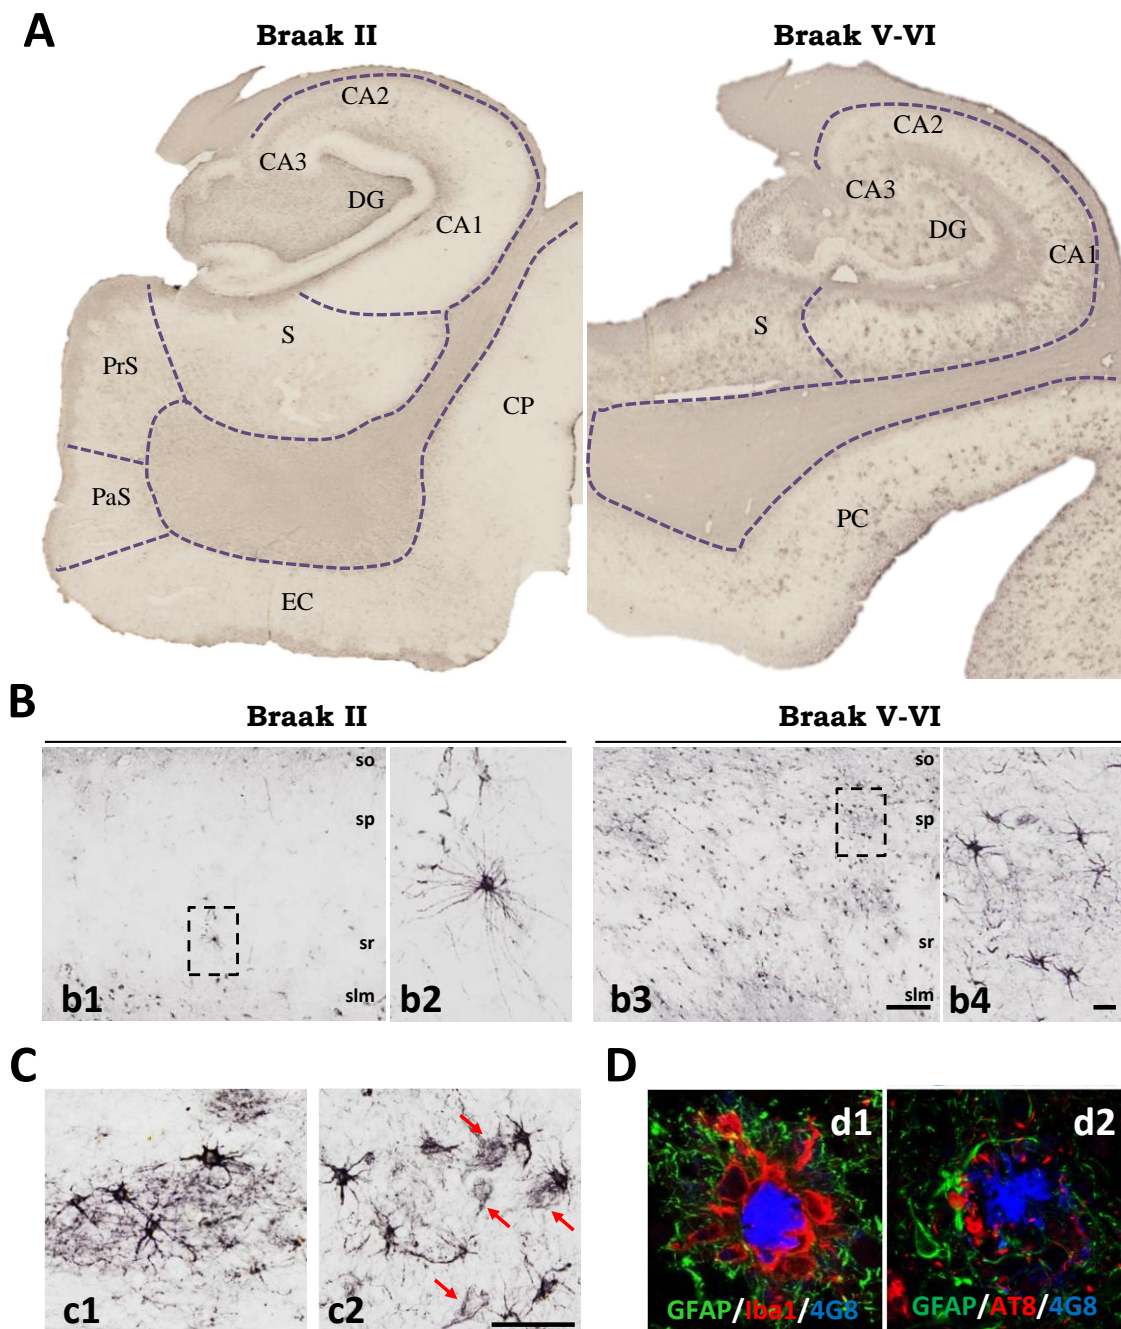 A
Braak II
Braak V-VI
CA2
CA3
DG
CA1
S
PrS
CP
PaS
EC
CA2
CA3
DG
CA1
S
PC
B
Braak II
Braak V-VI
so
sp
sr
slm
b1
b2
so
sp
sr
slm
b3
b4
C
c1
c2
D
d1
GFAP/Iba1/4G8
d2
GFAP/AT8/4G8